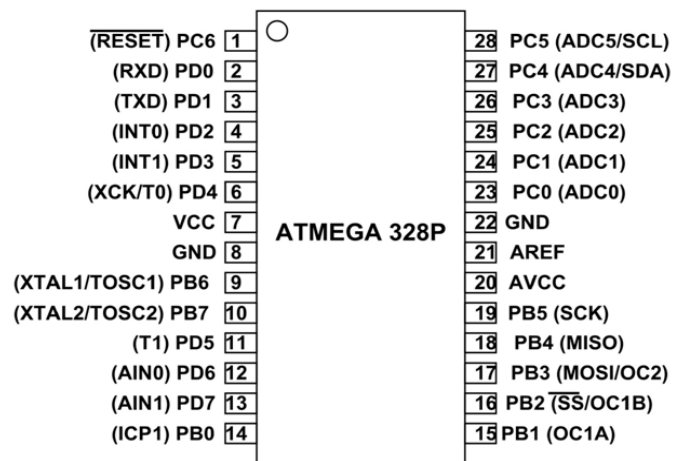 (RESET) PC6 1
(RXD) PD0 2
(TXD) PD1 3
(INT0) PD2 4
(INT1) PD3 5
(XCK/T0) PD4 6
VCC 7
GND 8
(XTAL1/TOSC1) PB6 9
(XTAL2/TOSC2) PB7 10
(T1) PD5 11
(AIN0) PD6 12
(AIN1) PD7 13
(ICP1) PB0 14
ATMEGA 328P
28 PC5 (ADC5/SCL)
27 PC4 (ADC4/SDA)
26 PC3 (ADC3)
25 PC2 (ADC2)
24 PC1 (ADC1)
23 PC0 (ADC0)
22 GND
21 AREF
20 AVCC
19 PB5 (SCK)
18 PB4 (MISO)
17 PB3 (MOSI/OC2)
16 PB2 (SS/OC1B)
15 PB1 (OC1A)